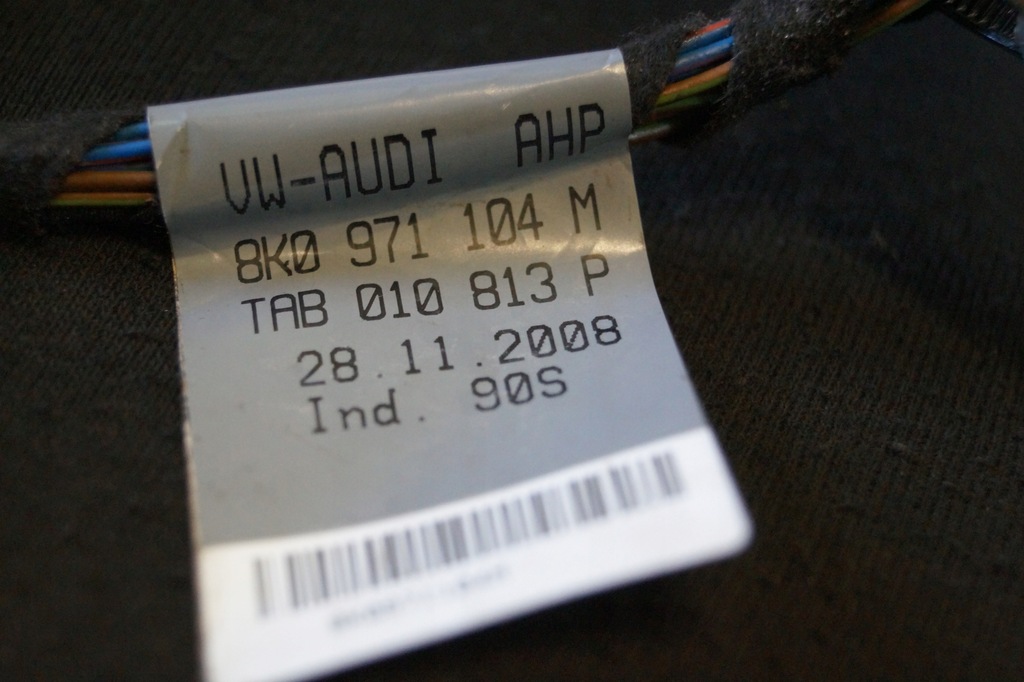 VW-AUDI AHP
8K0 971 104 M
TAB 010 813 P
28.11.2008
Ind. 90S